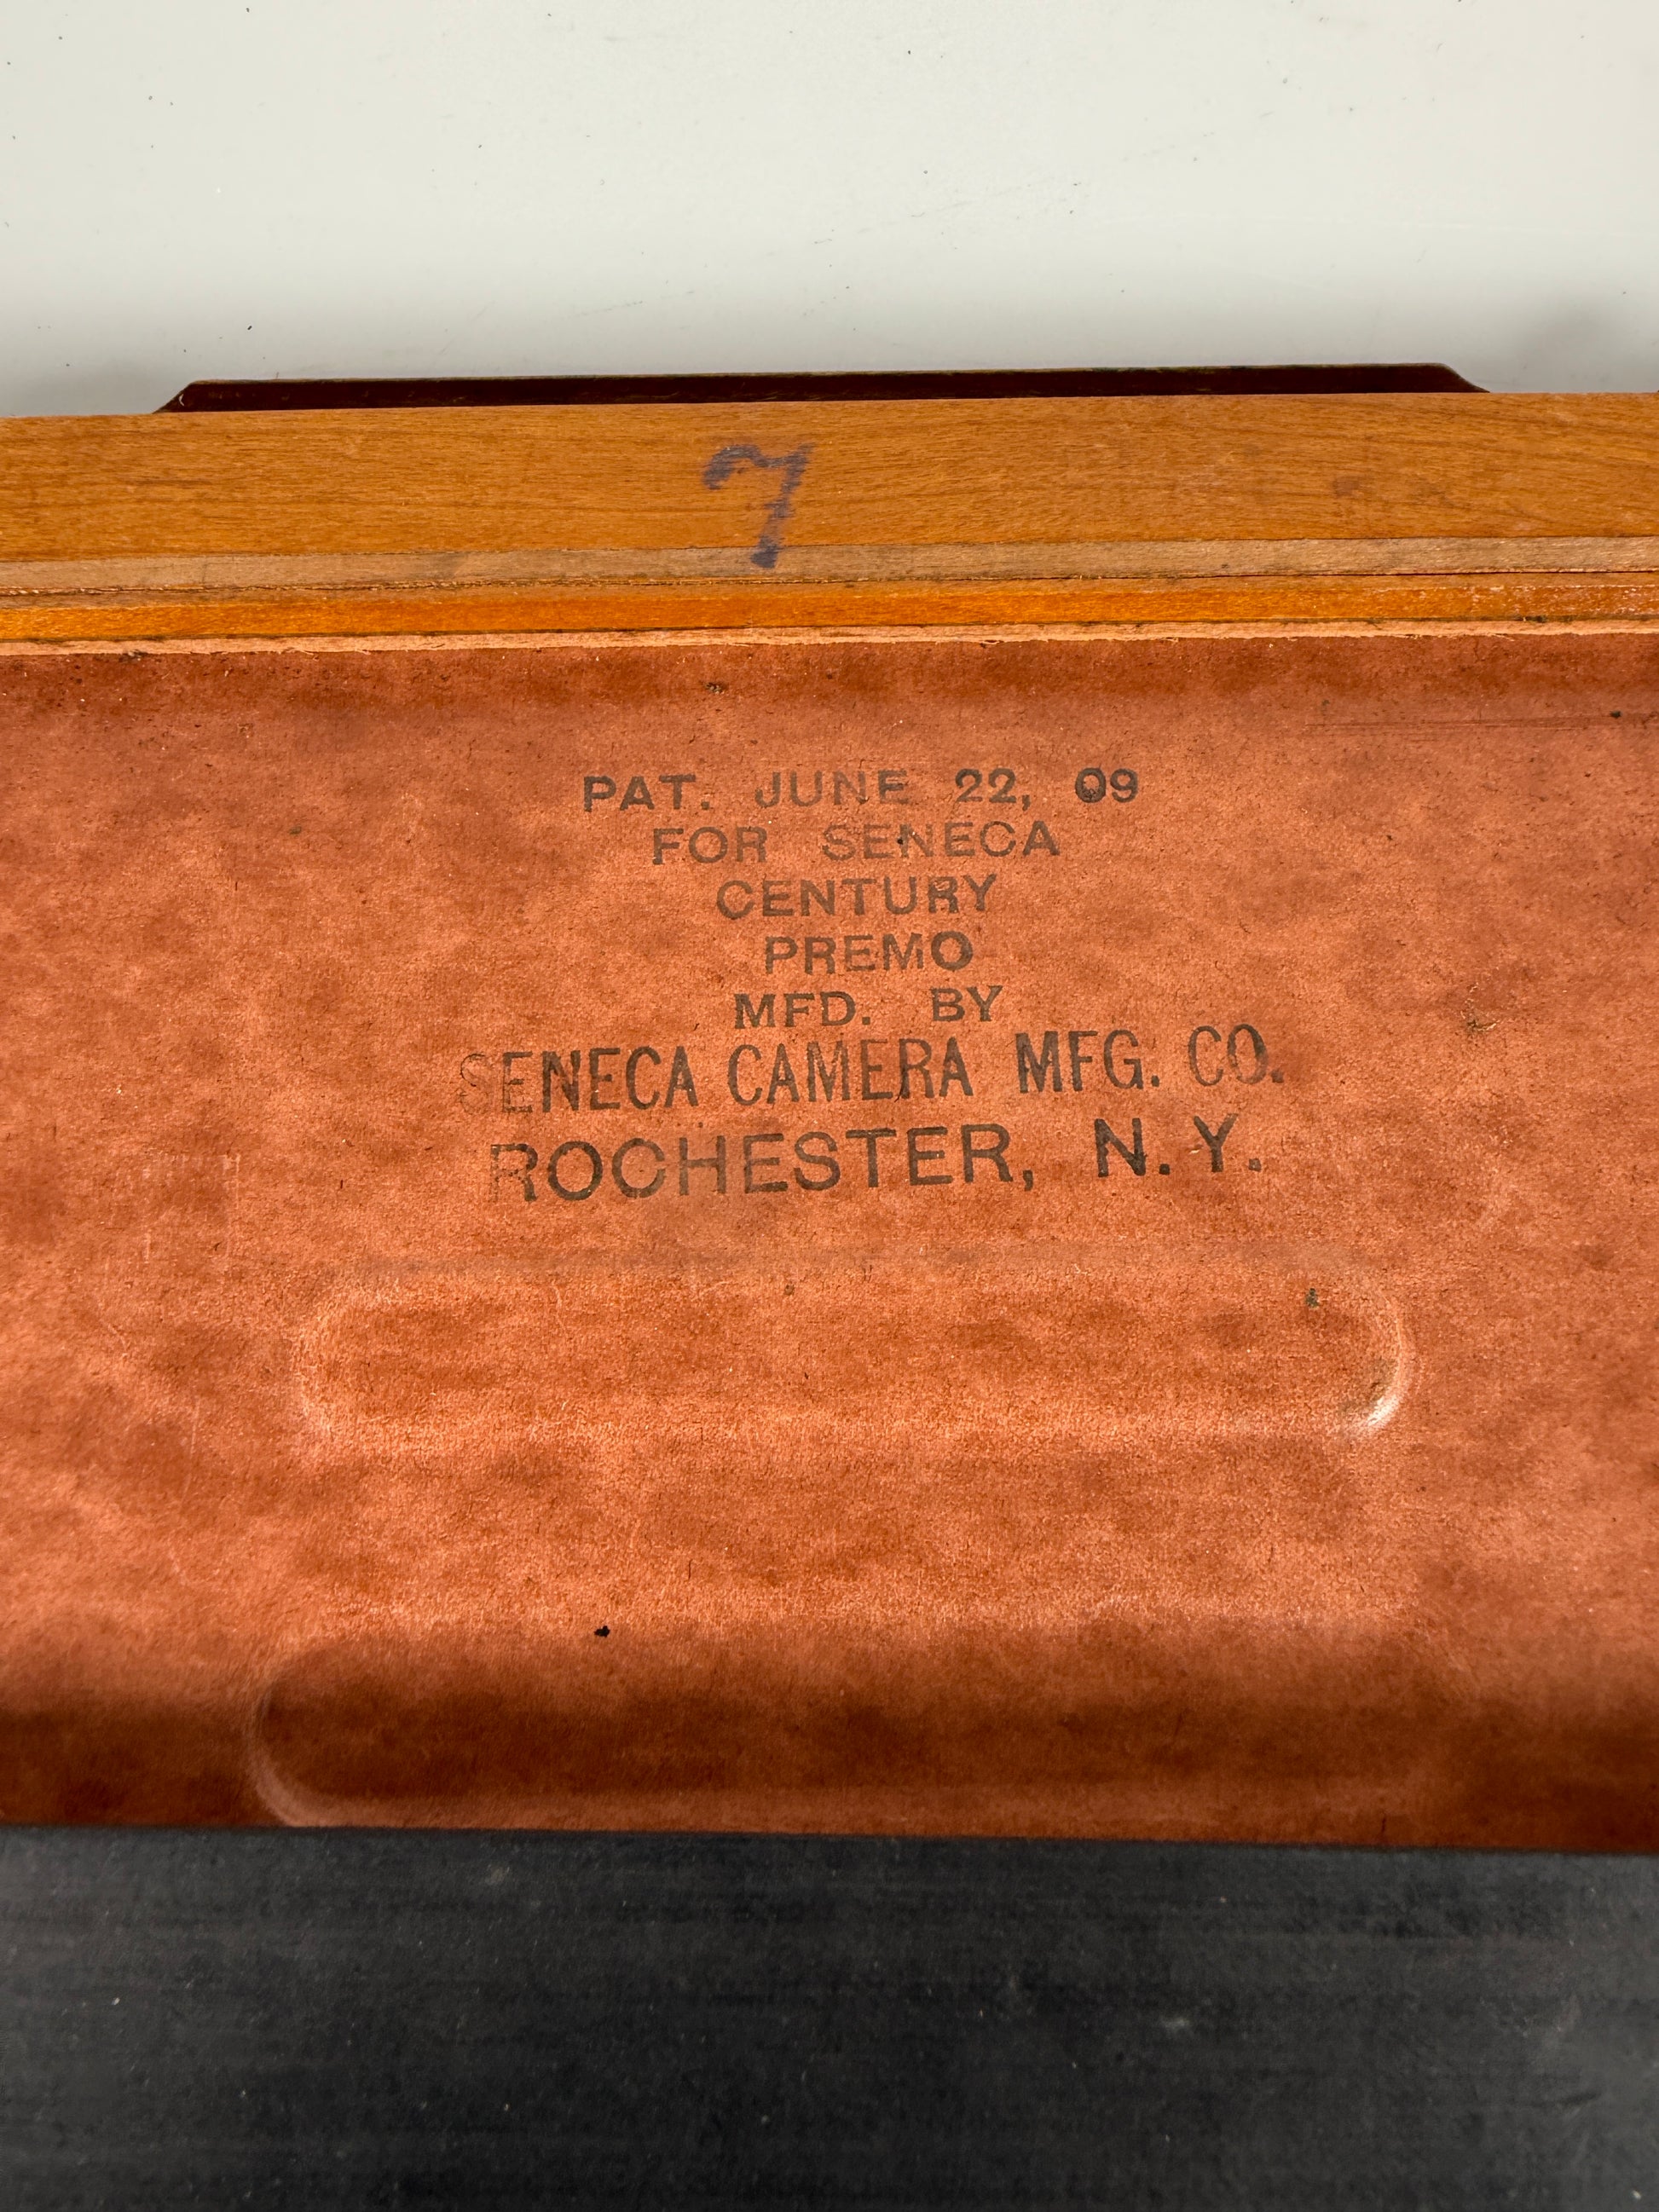 7
PAT. JUNE 22, 09
FOR SENECA
CENTURY
PREMO
MFD. BY
SENECA CAMERA MFG. CO.
ROCHESTER, N.Y.